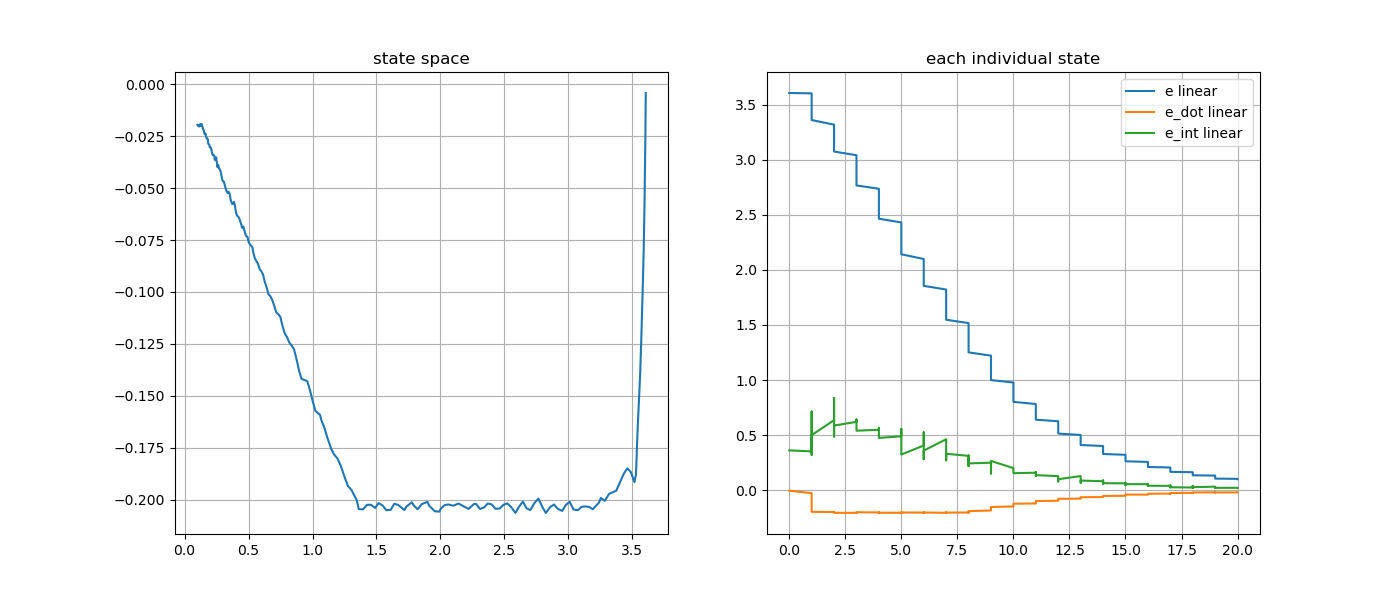 state space
0.000
−0.025
−0.050
−0.075
−0.100
−0.125
−0.150
−0.175
−0.200
0.0 0.5 1.0 1.5 2.0 2.5 3.0 3.5
each individual state
e linear
e_dot linear
e_int linear
3.5
3.0
2.5
2.0
1.5
1.0
0.5
0.0
0.0 2.5 5.0 7.5 10.0 12.5 15.0 17.5 20.0